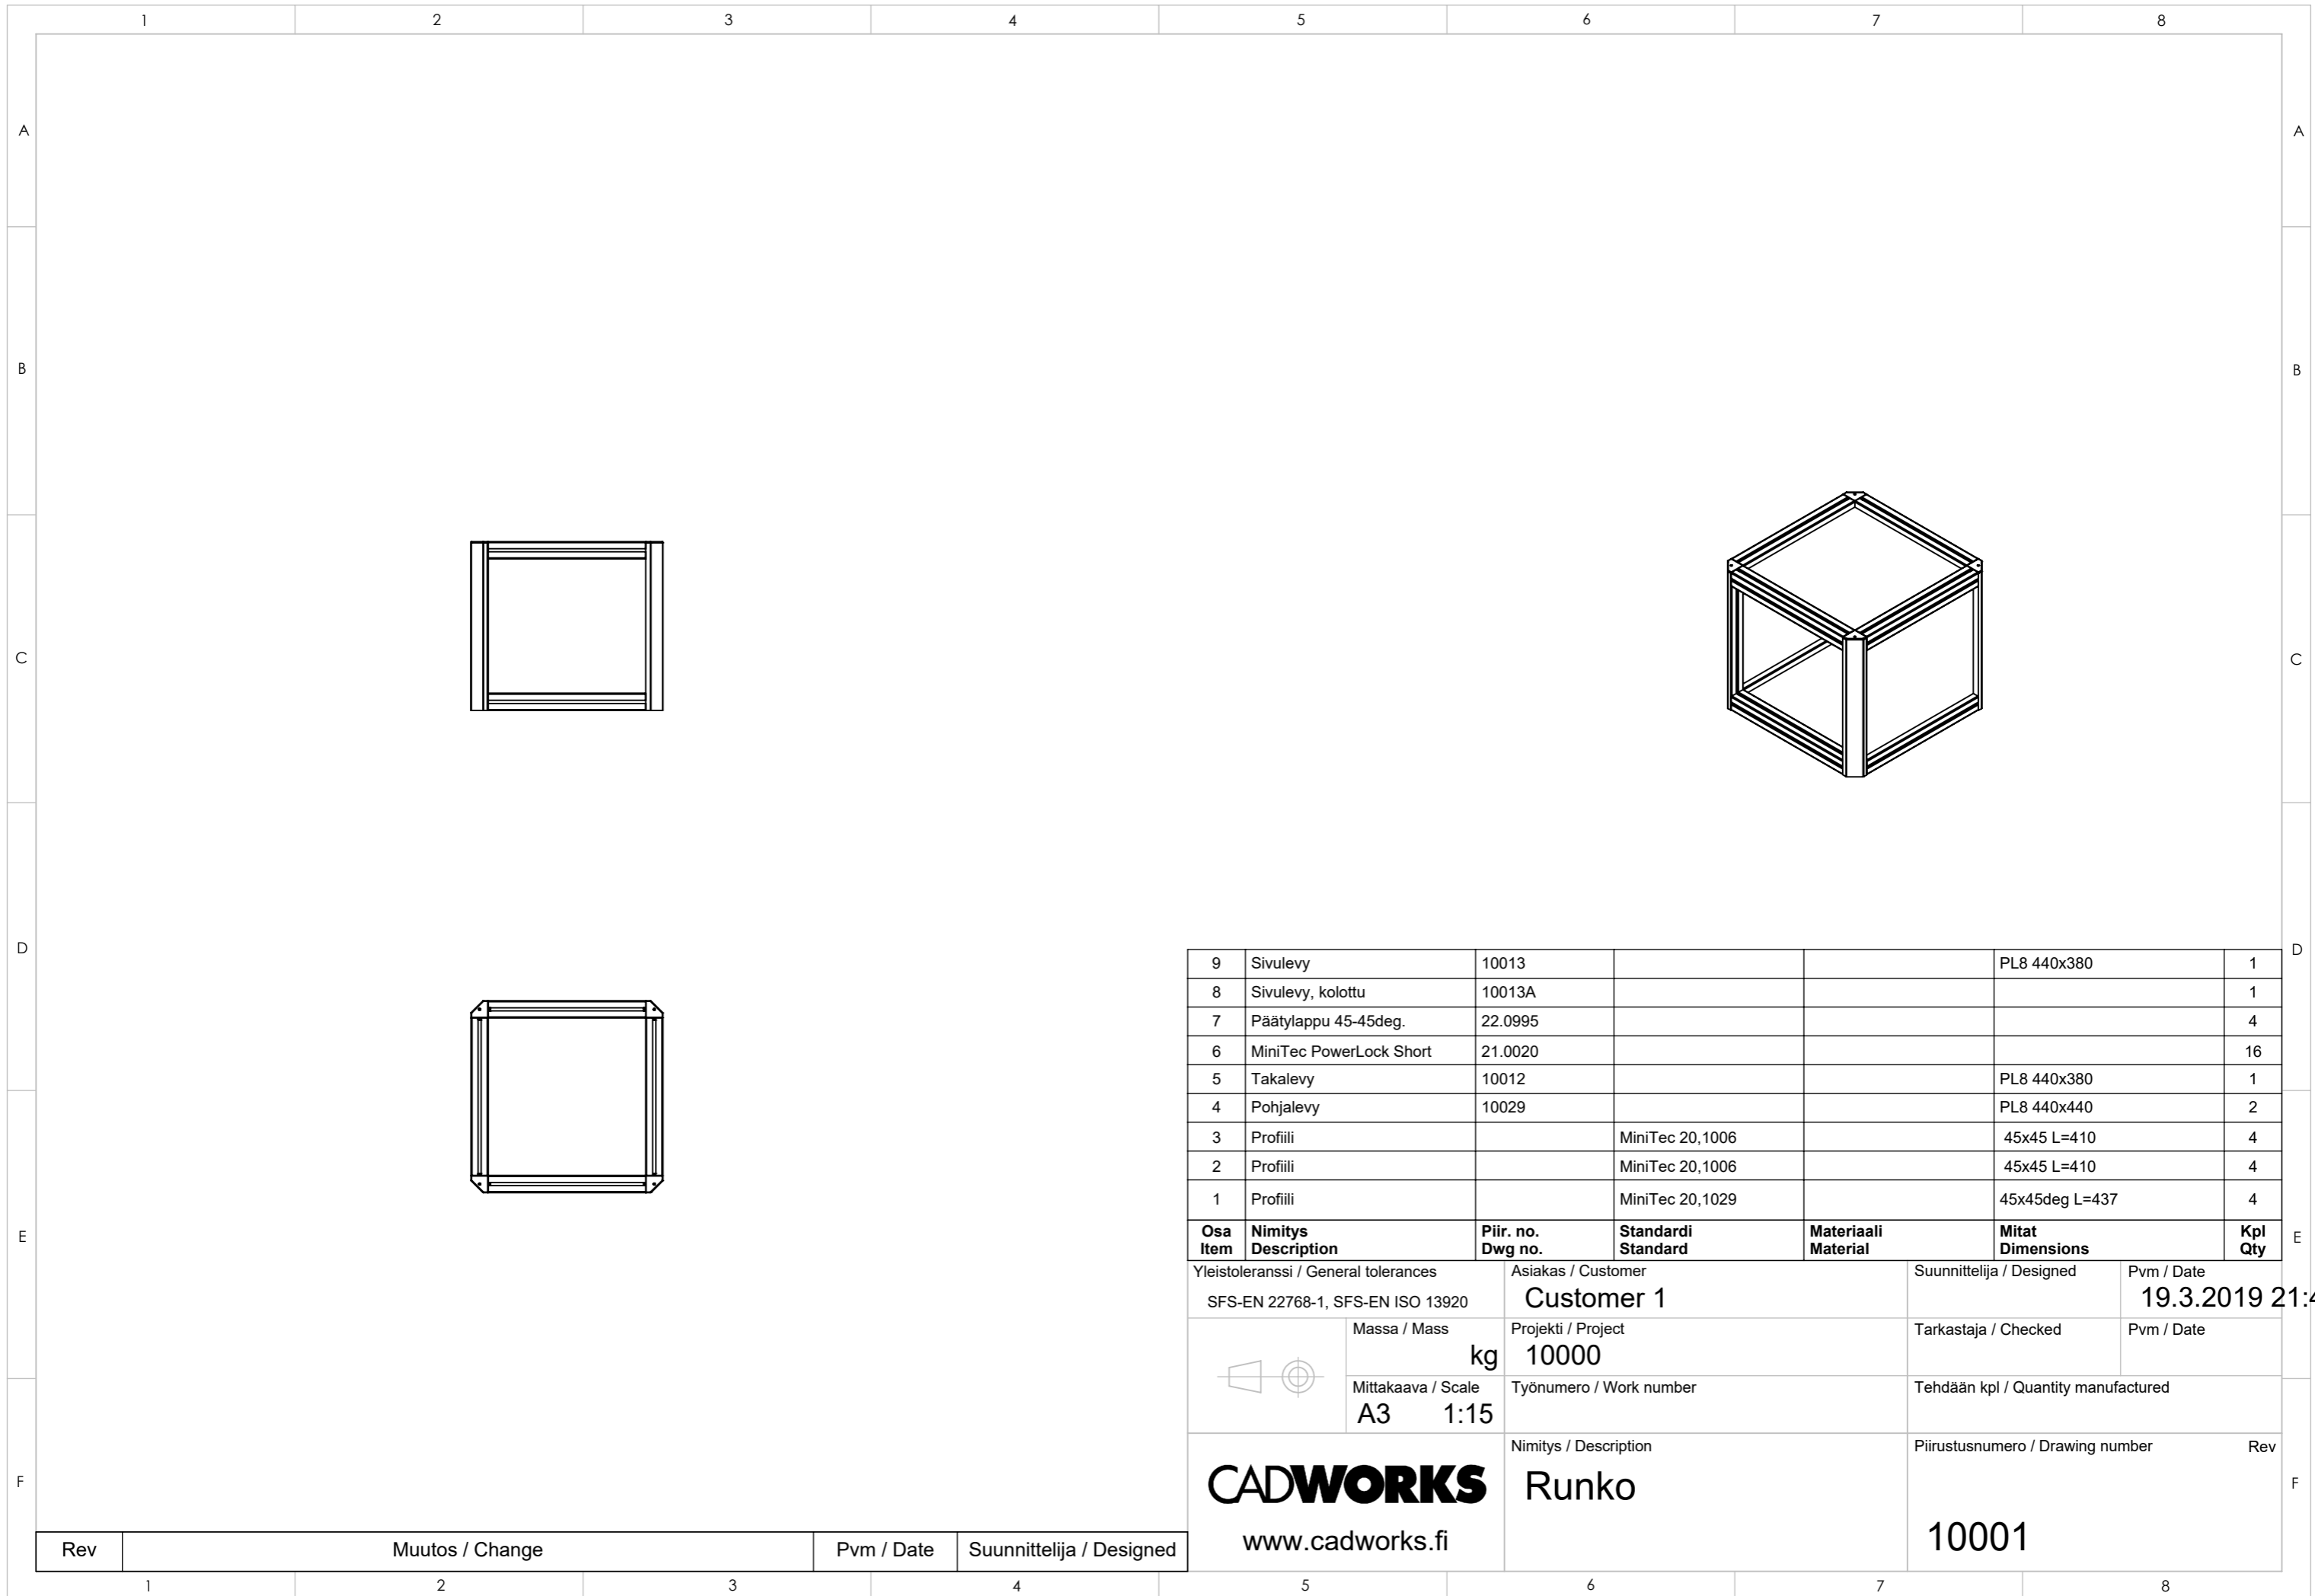 1 2 3 4 5 6 7 8
A A
B B
C C
D D
9 Sivulevy 10013 PL8 440x380 1
8 Sivulevy, kolottu 10013A 1
7 Päätylappu 45-45deg. 22.0995 4
6 MiniTec PowerLock Short 21.0020 16
5 Takalevy 10012 PL8 440x380 1
4 Pohjalevy 10029 PL8 440x440 2
3 Profiili MiniTec 20,1006 45x45 L=410 4
2 Profiili MiniTec 20,1006 45x45 L=410 4
1 Profiili MiniTec 20,1029 45x45deg L=437 4
E E
Osa Nimitys Piir. no. Standardi Materiaali Mitat Kpl
Item Description Dwg no. Standard Material Dimensions Qty
Yleistoleranssi / General tolerances Asiakas / Customer Suunnittelija / Designed Pvm / Date
SFS-EN 22768-1, SFS-EN ISO 13920 Customer 1 19.3.2019 21:4
Massa / Mass Projekti / Project Tarkastaja / Checked Pvm / Date
kg 10000
Mittakaava / Scale Työnumero / Work number Tehdään kpl / Quantity manufactured
A3 1:15
Nimitys / Description Piirustusnumero / Drawing number Rev
CADWORKS Runko
F F
www.cadworks.fi 10001
Rev Muutos / Change Pvm / Date Suunnittelija / Designed
1 2 3 4 5 6 7 8